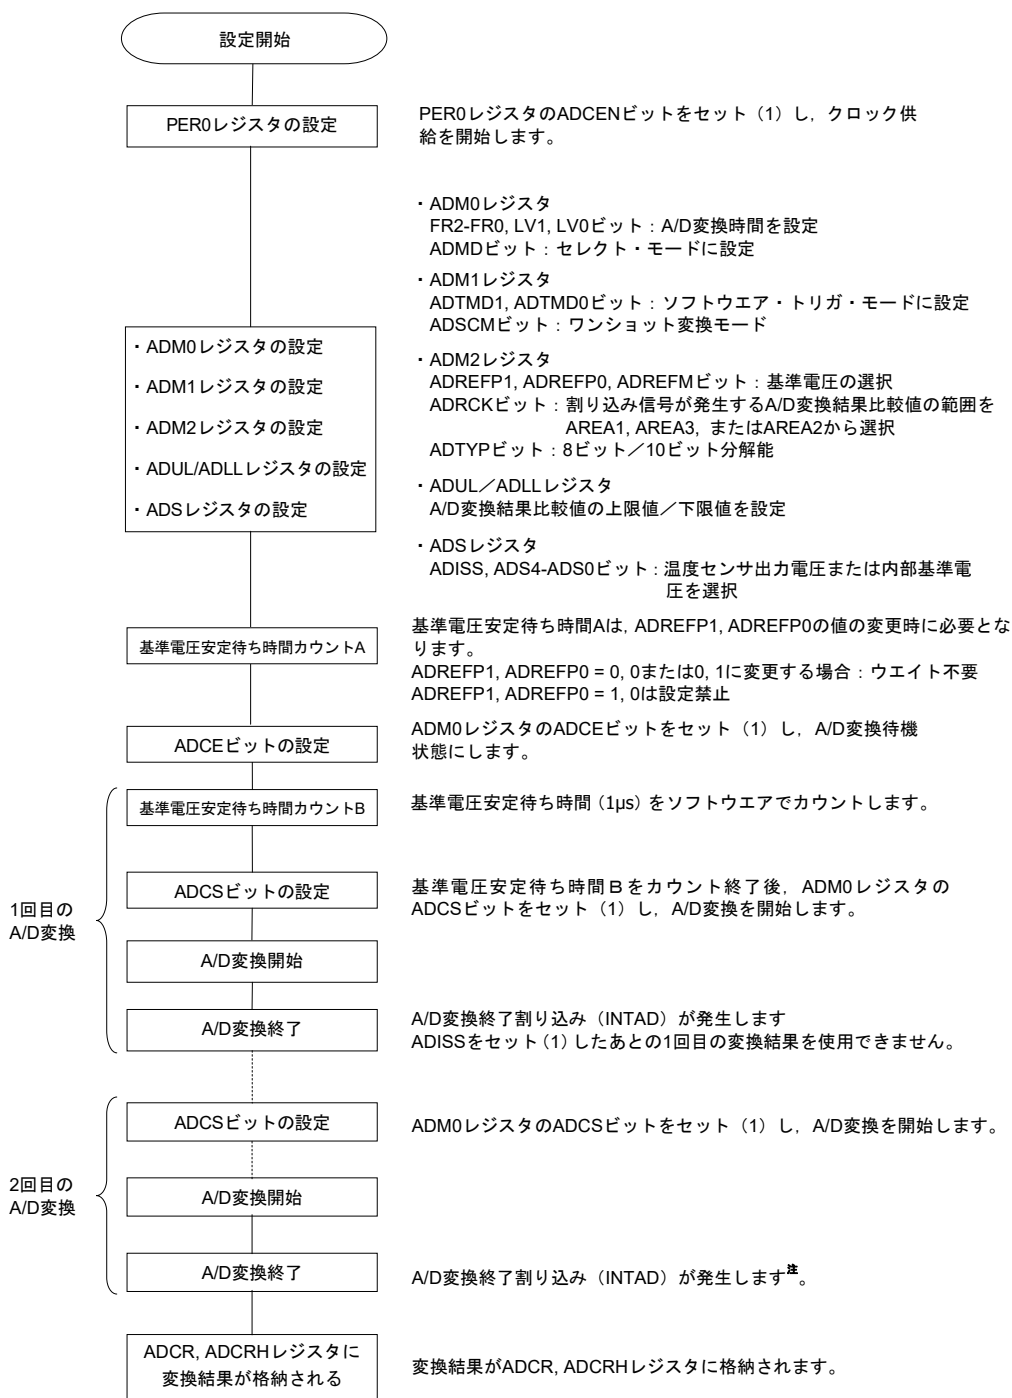 設定開始
PER0レジスタの設定
PER0レジスタのADCENビットをセット（1）し，クロック供
給を開始します。
・ADM0レジスタ
FR2-FR0, LV1, LV0ビット：A/D変換時間を設定
ADMDビット：セレクト・モードに設定
・ADM1レジスタ
ADTMD1, ADTMD0ビット：ソフトウエア・トリガ・モードに設定
ADSCMビット：ワンショット変換モード
・ADM0レジスタの設定
・ADM1レジスタの設定
・ADM2レジスタの設定
・ADUL/ADLLレジスタの設定
・ADSレジスタの設定
・ADM2レジスタ
ADREFP1, ADREFP0, ADREFMビット：基準電圧の選択
ADRCKビット：割り込み信号が発生するA/D変換結果比較値の範囲を
AREA1, AREA3, またはAREA2から選択
ADTYPビット：8ビット／10ビット分解能
・ADUL／ADLLレジスタ
A/D変換結果比較値の上限値／下限値を設定
・ADSレジスタ
ADISS, ADS4-ADS0ビット：温度センサ出力電圧または内部基準電
圧を選択
基準電圧安定待ち時間カウントA
基準電圧安定待ち時間Aは，ADREFP1, ADREFP0の値の変更時に必要とな
ります。
ADREFP1, ADREFP0 = 0, 0または0, 1に変更する場合：ウエイト不要
ADREFP1, ADREFP0 = 1, 0は設定禁止
ADCEビットの設定
ADM0レジスタのADCEビットをセット（1）し，A/D変換待機
状態にします。
1回目の
A/D変換
基準電圧安定待ち時間カウントB
基準電圧安定待ち時間（1μs）をソフトウエアでカウントします。
ADCSビットの設定
基準電圧安定待ち時間Ｂをカウント終了後，ADM0レジスタの
ADCSビットをセット（1）し，A/D変換を開始します。
A/D変換開始
A/D変換終了
A/D変換終了割り込み（INTAD）が発生します
ADISSをセット（1）したあとの1回目の変換結果を使用できません。
2回目の
A/D変換
ADCSビットの設定
ADM0レジスタのADCSビットをセット（1）し，A/D変換を開始します。
A/D変換開始
A/D変換終了
A/D変換終了割り込み（INTAD）が発生します注。
ADCR, ADCRHレジスタに
変換結果が格納される
変換結果がADCR, ADCRHレジスタに格納されます。